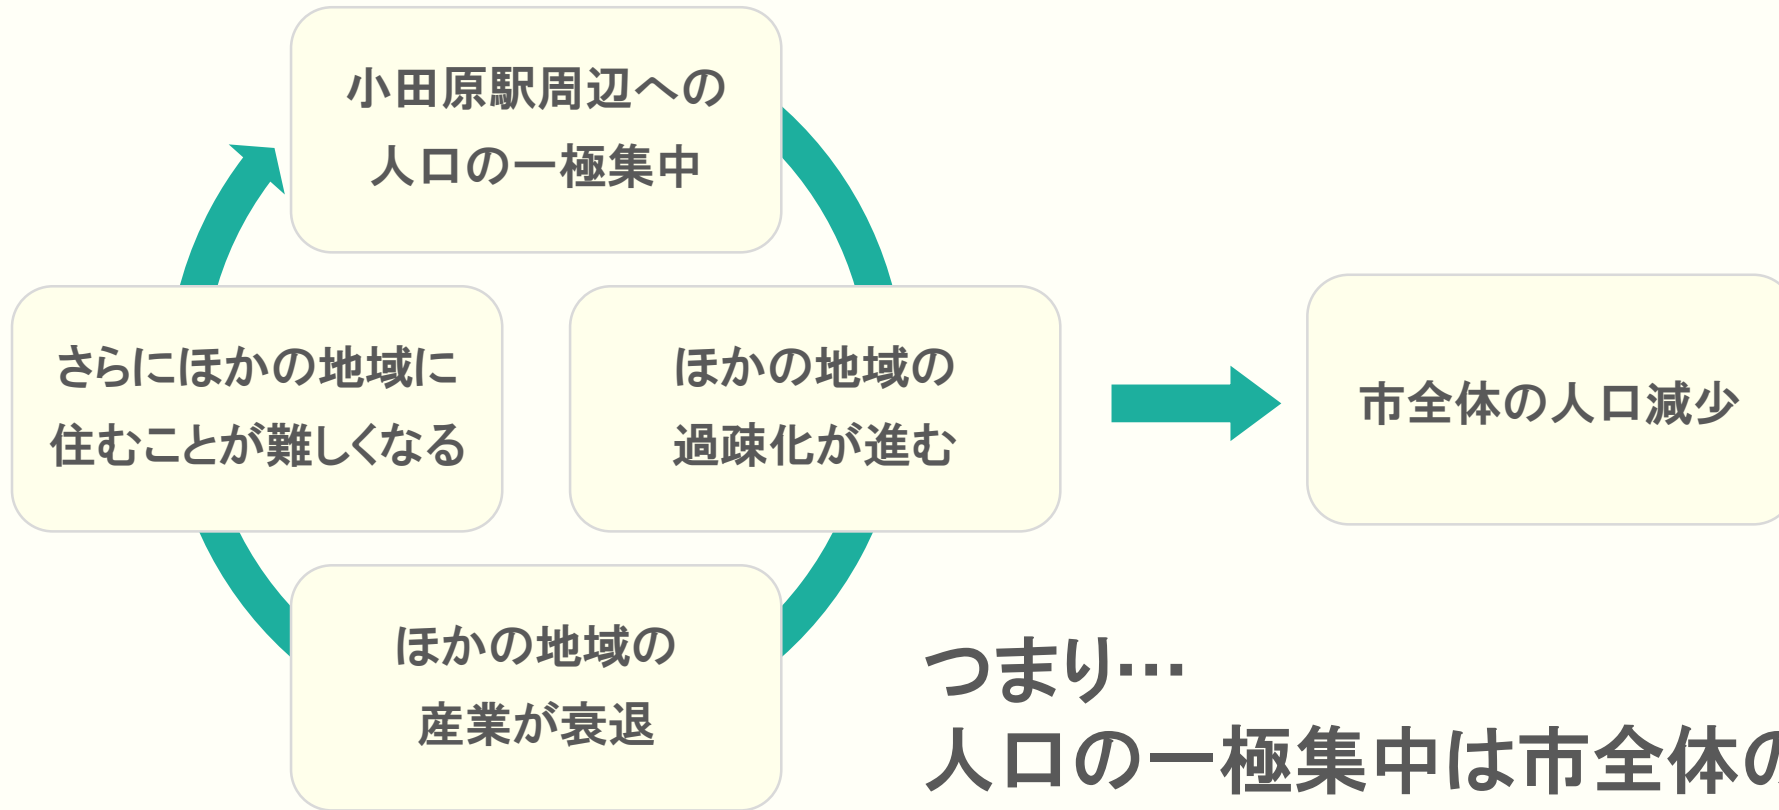 小田原駅周辺への
人口の一極集中
さらにほかの地域に
住むことが難しくなる
ほかの地域の
過疎化が進む
ほかの地域の
産業が衰退
市全体の人口減少
つまり…
人口の一極集中は市全体の